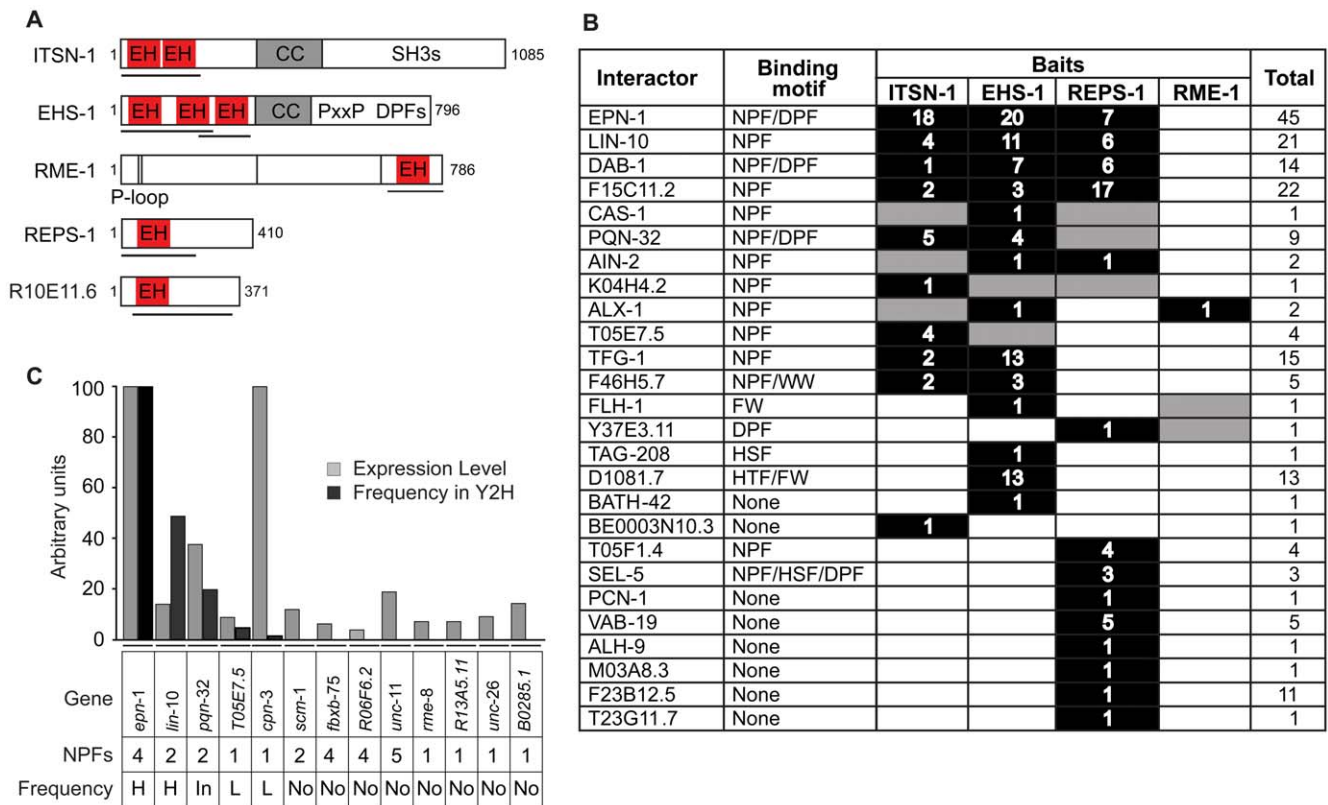 A
ITSN-1 1 EH EH CC SH3s 1085
EHS-1 1 EH EH EH CC PxxP DPFs 796
RME-1 1 EH 786
P-loop
REPS-1 1 EH 410
R10E11.6 1 EH 371
B
Interactor Binding motif Baits Total
ITSN-1 EHS-1 REPS-1 RME-1
EPN-1 NPF/DPF 18 20 7 45
LIN-10 NPF 4 11 6 21
DAB-1 NPF/DPF 1 7 6 14
F15C11.2 NPF 2 3 17 22
CAS-1 NPF 1 1
PQN-32 NPF/DPF 5 4 9
AIN-2 NPF 1 1 2
K04H4.2 NPF 1 1
ALX-1 NPF 1 1 2
T05E7.5 NPF 4 4
TFG-1 NPF 2 13 15
F46H5.7 NPF/WW 2 3 5
FLH-1 FW 1 1
Y37E3.11 DPF 1 1
TAG-208 HSF 1 1
D1081.7 HTF/FW 13 13
BATH-42 None 1 1
BE0003N10.3 None 1 1
T05F1.4 NPF 4 4
SEL-5 NPF/HSF/DPF 3 3
PCN-1 None 1 1
VAB-19 None 5 5
ALH-9 None 1 1
M03A8.3 None 1 1
F23B12.5 None 1 11
T23G11.7 None 1 1
C
Arbitrary units
100
80
60
40
20
0
Expression Level
Frequency in Y2H
Gene epn-1 lin-10 pqn-32 T05E7.5 cpn-3 scm-1 fbxb-75 R06F6.2 unc-11 rme-8 R13A5.11 unc-26 B0285.1
NPFs 4 2 2 1 1 2 4 4 5 1 1 1 1
Frequency H H In L L No No No No No No No No